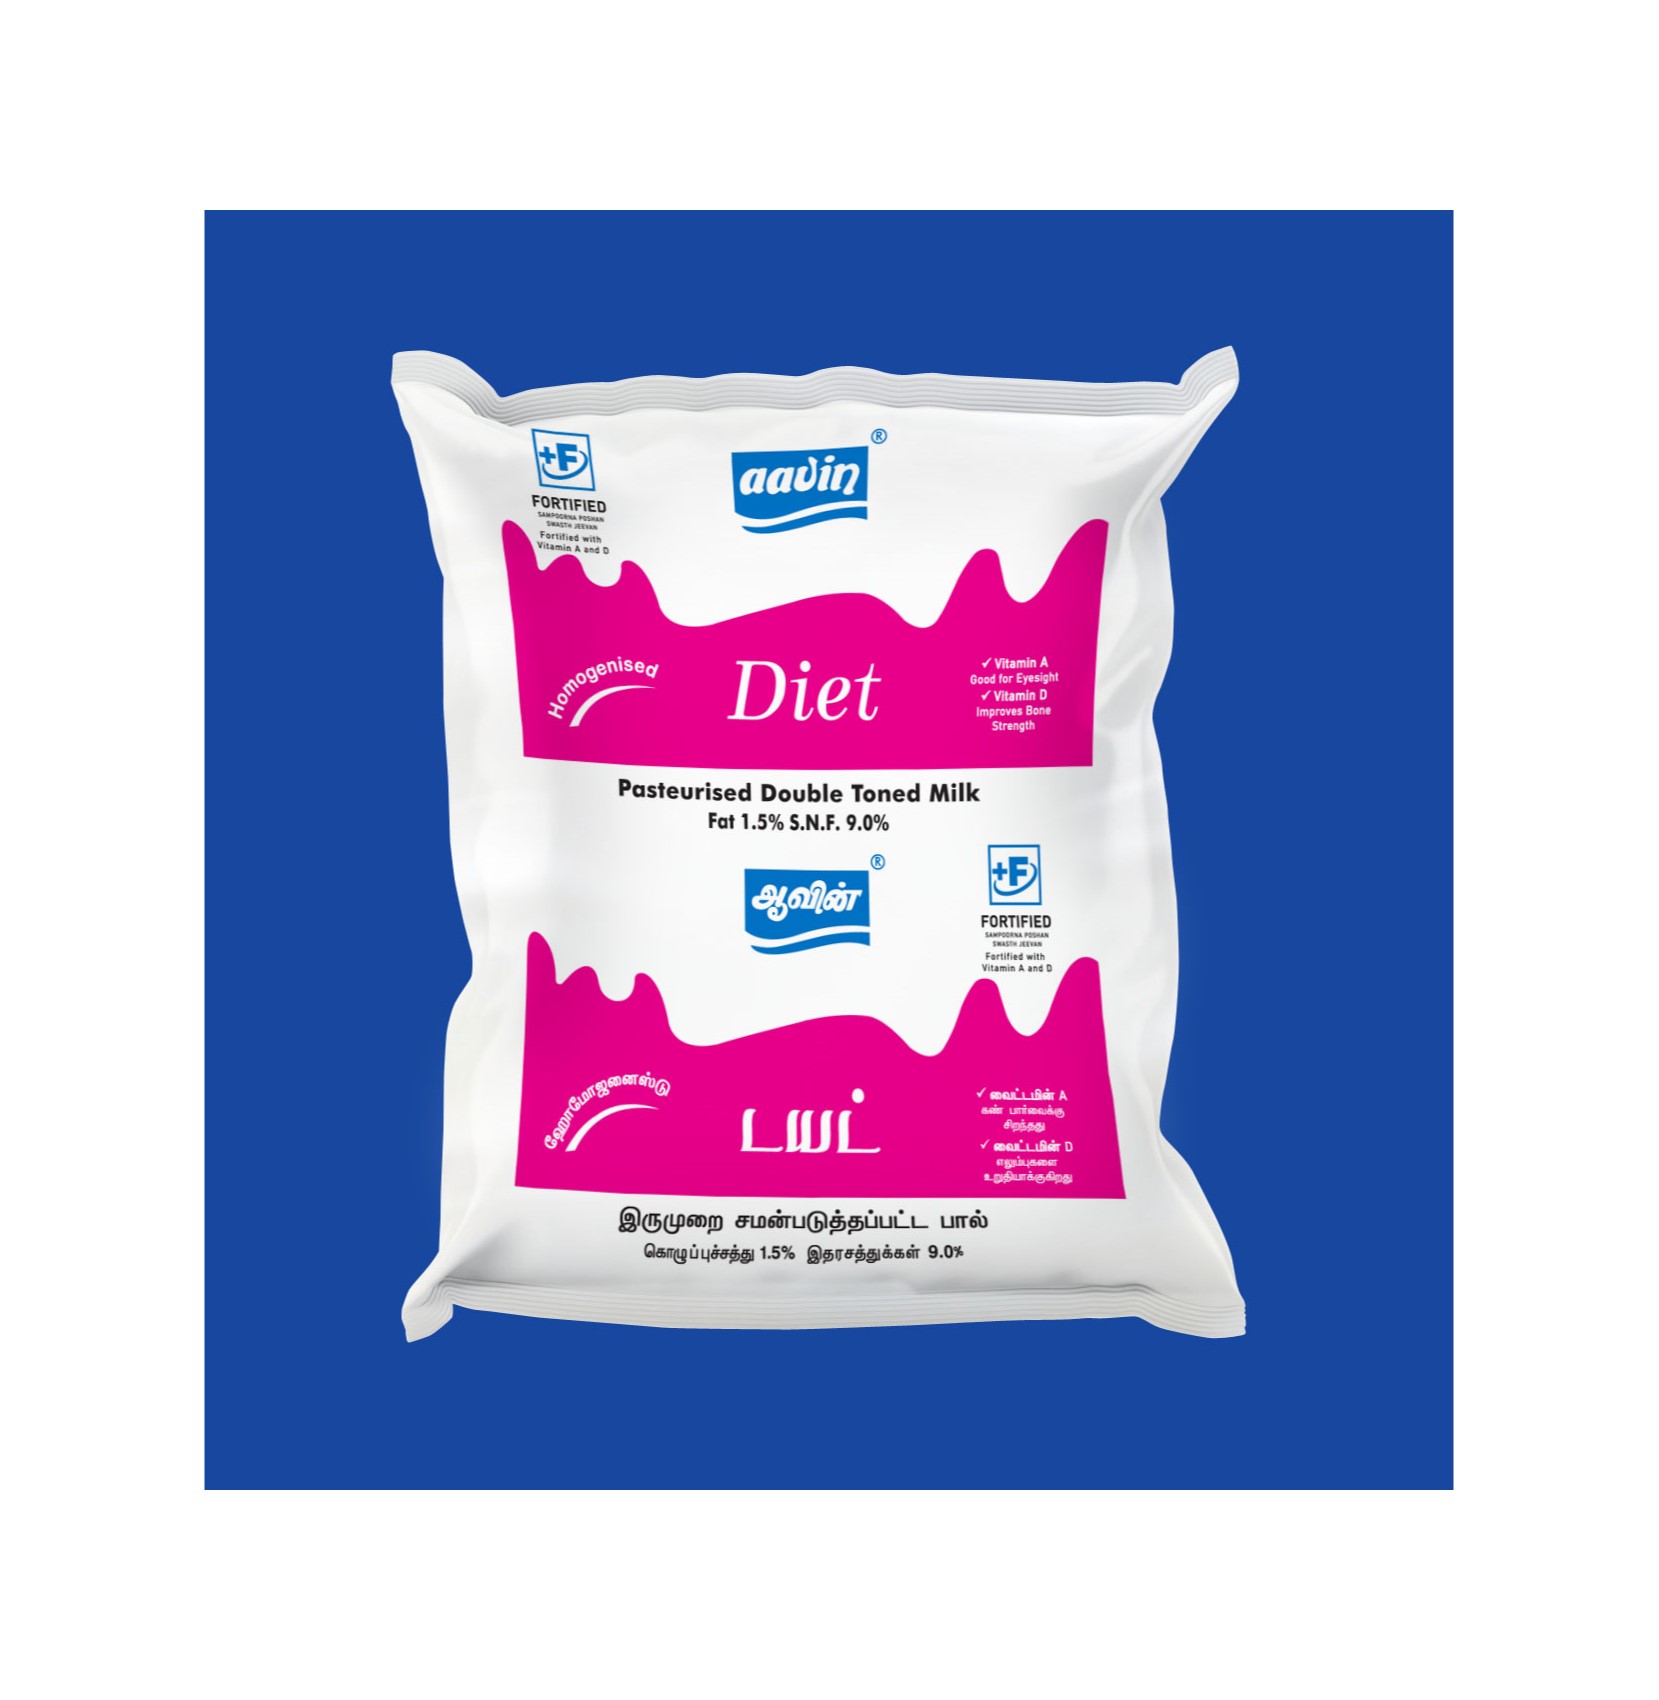 +F
FORTIFIED
SAMPOORNA POSHAN
SWASTH JEEVAN
Fortified with
Vitamin A and D
aavin ®
Homogenised
Diet
✓ Vitamin A
Good for Eyesight
✓ Vitamin D
Improves Bone
Strength
Pasteurised Double Toned Milk
Fat 1.5% S.N.F. 9.0%
ஆவின் ®
+F
FORTIFIED
SAMPOORNA POSHAN
SWASTH JEEVAN
Fortified with
Vitamin A and D
ஹோமோஜனைஸ்டு
டயட்
✓ வைட்டமின் A
கண் பார்வைக்கு
சிறந்தது
✓ வைட்டமின் D
எலும்புகளை
உறுதியாக்குகிறது
இருமுறை சமன்படுத்தப்பட்ட பால்
கொழுப்புச்சத்து 1.5% இதரசத்துக்கள் 9.0%